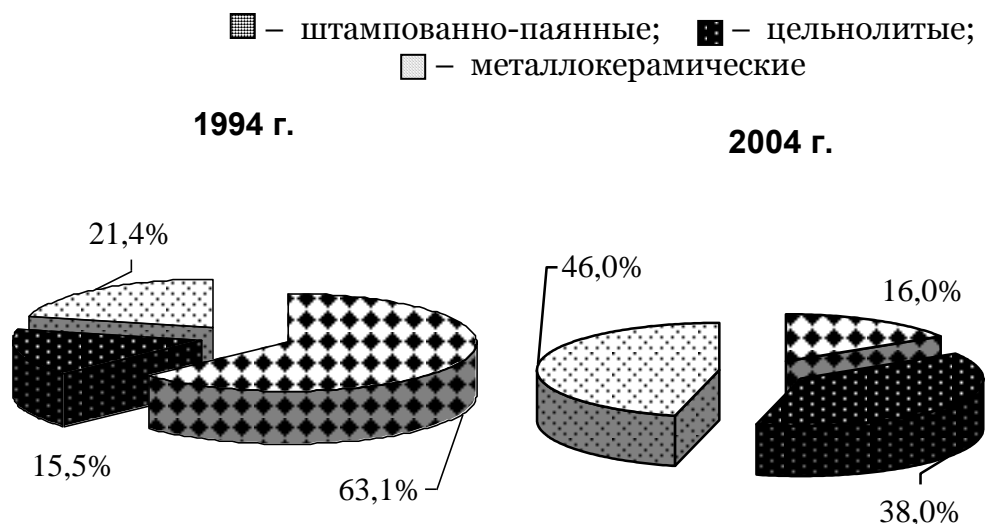 – штампованно-паянные; – цельнолитые;
– металлокерамические
1994 г.
2004 г.
21,4%
15,5%
63,1%
46,0%
16,0%
38,0%